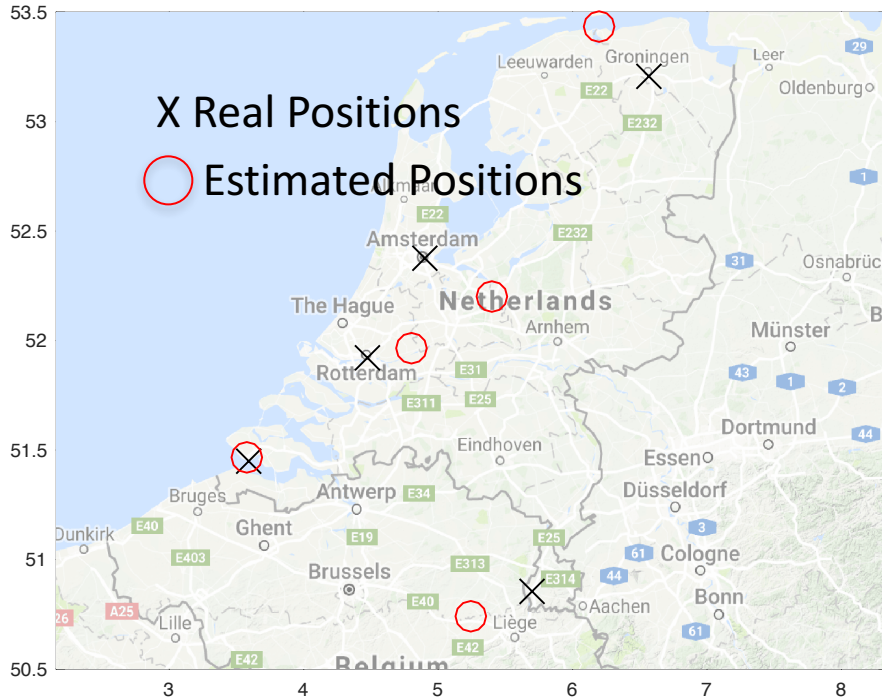 53.5
Groningen
Leeuwarden
Leer
29
Oldenburg
E22
X Real Positions
53
E232
Estimated Positions
1
Alkmaar
E22
52.5
Amsterdam
E232
31
Osnabrüc
Netherlands
B
The Hague
Arnhem
Münster
52
Rotterdam
E31
43
1
2
E311
E25
Dortmund
44
51.5
Eindhoven
Essen
Bruges
Antwerp
E34
Düsseldorf
E40
Ghent
E19
E25
3
Dunkirk
E403
61
Cologne
51
E313
Brussels
E314
44
E40
Aachen
Bonn
26
A25
Lille
Liège
61
E42
E42
Belgium
50.5
3
4
5
6
7
8